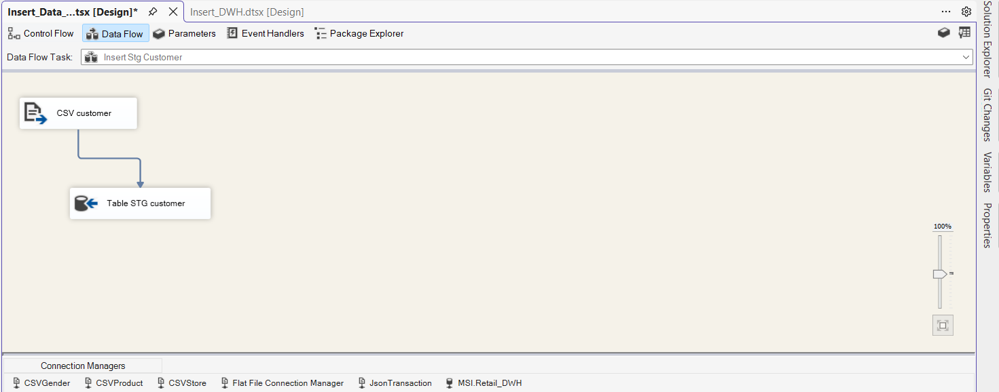 Insert_Data_...tsx [Design]* Insert_DWH.dtsx [Design]
Control Flow Data Flow Parameters Event Handlers Package Explorer
Data Flow Task: Insert Stg Customer
CSV customer
Table STG customer
100%
Connection Managers
CSVGender CSVProduct CSVStore Flat File Connection Manager JsonTransaction MSI.Retail_DWH
Solution Explorer
Git Changes
Variables
Properties